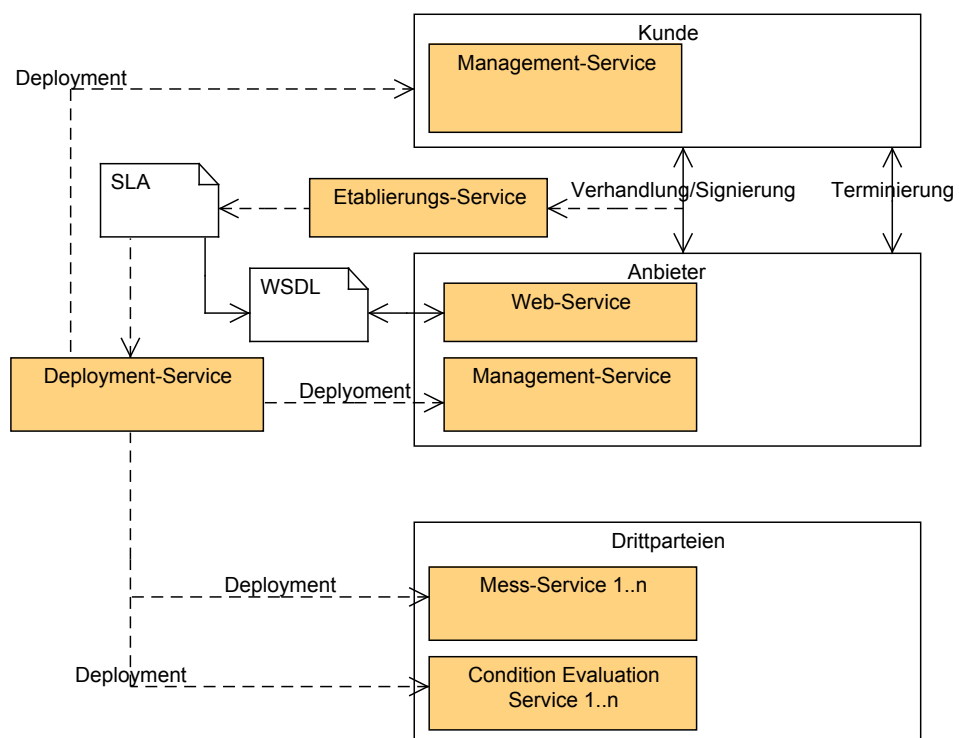 Kunde
Management-Service
Deployment
SLA
Etablierungs-Service
Verhandlung/Signierung
Terminierung
Anbieter
WSDL
Web-Service
Deployment-Service
Deplyoment
Management-Service
Drittparteien
Deployment
Mess-Service 1..n
Deployment
Condition Evaluation
Service 1..n